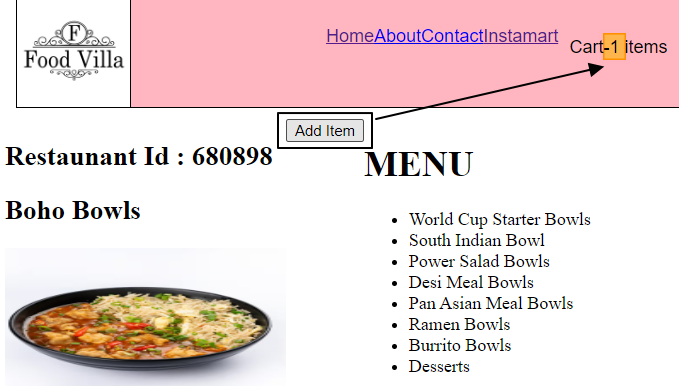 F
Food Villa
HomeAboutContactInstamart
Cart-1 items
Add Item
Restaunant Id : 680898
MENU
Boho Bowls
World Cup Starter Bowls
South Indian Bowl
Power Salad Bowls
Desi Meal Bowls
Pan Asian Meal Bowls
Ramen Bowls
Burrito Bowls
Desserts